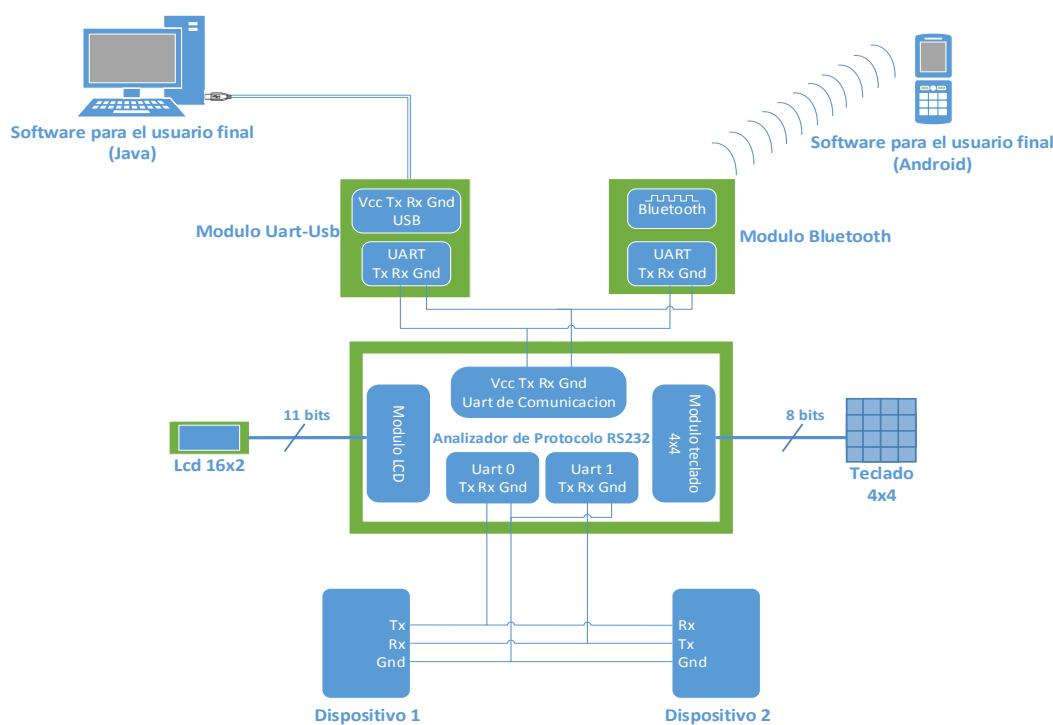 Software para el usuario final
(Java)
Software para el usuario final
(Android)
Vcc Tx Rx Gnd
USB
Modulo Uart-Usb
UART
Tx Rx Gnd
Bluetooth
Modulo Bluetooth
UART
Tx Rx Gnd
Vcc Tx Rx Gnd
Uart de Comunicacion
Modulo LCD
Analizador de Protocolo RS232
Modulo teclado
4x4
11 bits
Lcd 16x2
8 bits
Teclado
4x4
Uart 0
Tx Rx Gnd
Uart 1
Tx Rx Gnd
Tx
Rx
Gnd
Dispositivo 1
Rx
Tx
Gnd
Dispositivo 2